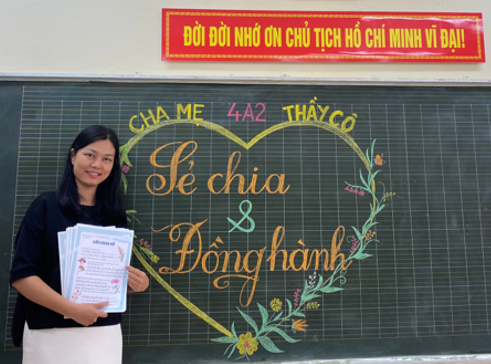 ĐỜI ĐỜI NHỚ ƠN CHỦ TỊCH HỒ CHÍ MINH VĨ ĐẠI!
CHA MẸ 4A2 THẦY CÔ
Sẻ chia
&
Đồng hành